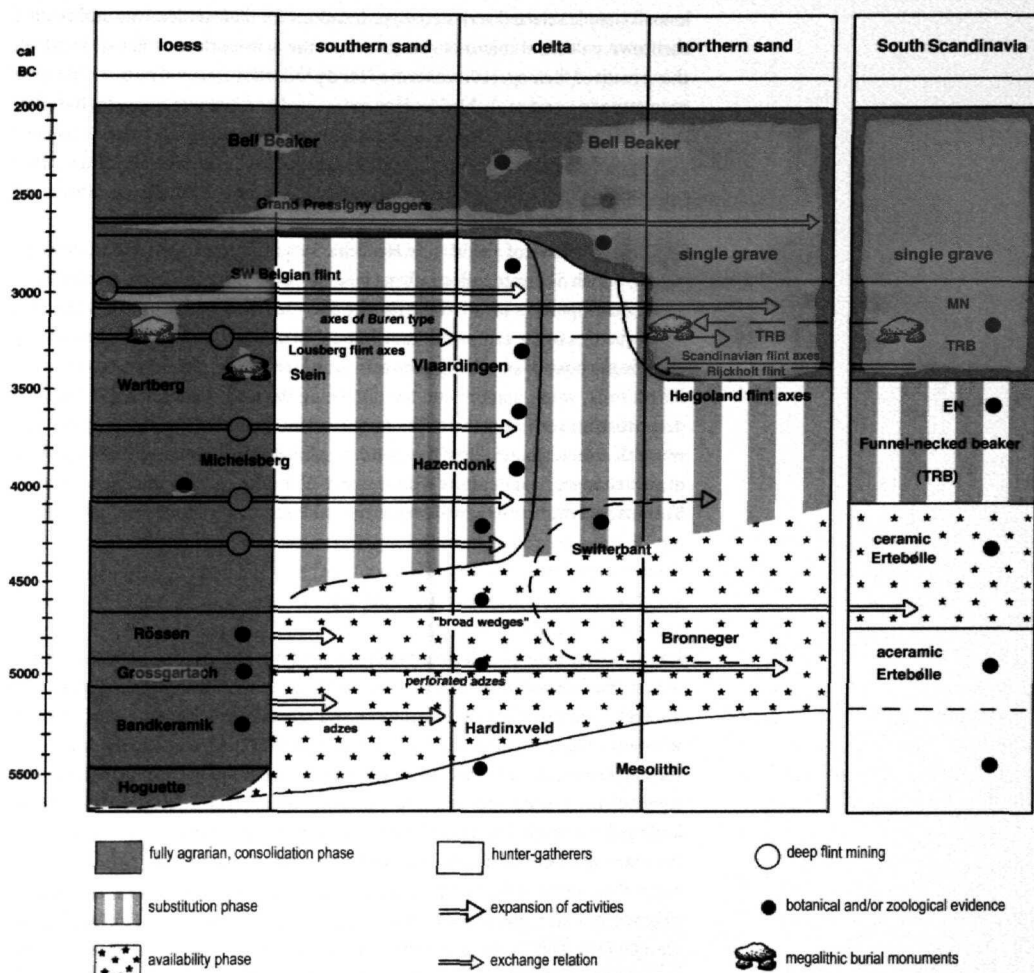 loess
southern sand
delta
northern sand
South Scandinavia
cal
BC
2000
2500
3000
3500
4000
4500
5000
5500
Bell Beaker
Bell Beaker
Grand Pressigny daggers
single grave
single grave
SW Belgian flint
axes of Buren type
MN
TRB
TRB
Lousberg flint axes
Scandinavian flint axes
Rijckholt flint
Wartberg
Stein
Vlaardingen
Helgoland flint axes
EN
Funnel-necked beaker
(TRB)
Michelsberg
Hazendonk
Swifterbant
ceramic
Ertebølle
"broad wedges"
Rössen
Bronneger
aceramic
Ertebølle
Grossgartach
perforated adzes
Bandkeramik
adzes
Hardinxveld
Mesolithic
Hoguette
fully agrarian, consolidation phase
hunter-gatherers
deep flint mining
substitution phase
expansion of activities
botanical and/or zoological evidence
availability phase
exchange relation
megalithic burial monuments